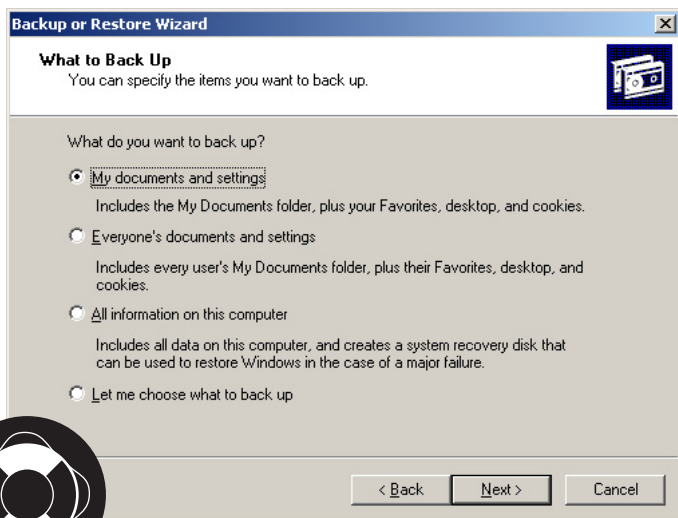 Backup or Restore Wizard
What to Back Up
You can specify the items you want to back up.
What do you want to back up?
My documents and settings
Includes the My Documents folder, plus your Favorites, desktop, and cookies.
Everyone's documents and settings
Includes every user's My Documents folder, plus their Favorites, desktop, and
cookies.
All information on this computer
Includes all data on this computer, and creates a system recovery disk that
can be used to restore Windows in the case of a major failure.
Let me choose what to back up
< Back Next > Cancel